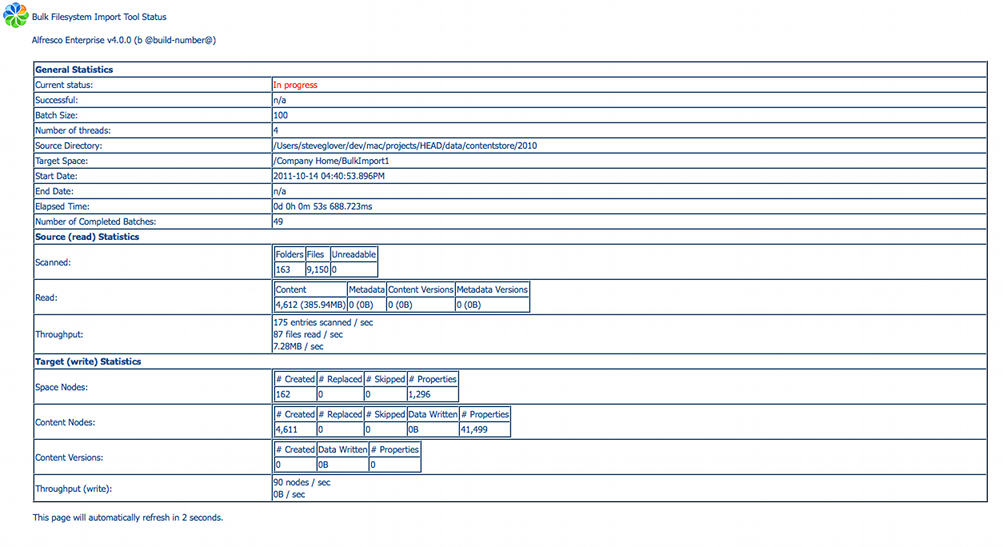 Bulk Filesystem Import Tool Status
Alfresco Enterprise v4.0.0 (b @build-number@)
General Statistics
Current status: In progress
Successful: n/a
Batch Size: 100
Number of threads: 4
Source Directory: /Users/steveglover/dev/mac/projects/HEAD/data/contentstore/2010
Target Space: /Company Home/BulkImport1
Start Date: 2011-10-14 04:40:53.896PM
End Date: n/a
Elapsed Time: 0d 0h 0m 53s 688.723ms
Number of Completed Batches: 49
Source (read) Statistics
Scanned:
Folders Files Unreadable
163 9,150 0
Read:
Content Metadata Content Versions Metadata Versions
4,612 (385.94MB) 0 (0B) 0 (0B) 0 (0B)
Throughput:
175 entries scanned / sec
87 files read / sec
7.28MB / sec
Target (write) Statistics
Space Nodes:
# Created # Replaced # Skipped # Properties
162 0 0 1,296
Content Nodes:
# Created # Replaced # Skipped Data Written # Properties
4,611 0 0 0B 41,499
Content Versions:
# Created Data Written # Properties
0 0B 0
Throughput (write):
90 nodes / sec
0B / sec
This page will automatically refresh in 2 seconds.